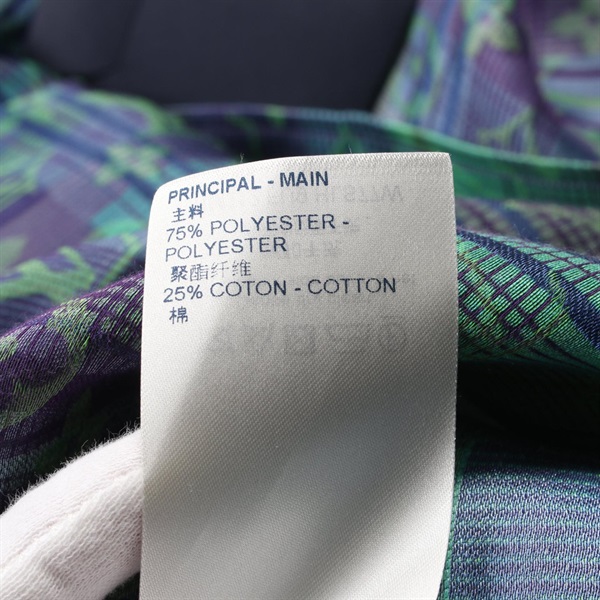 PRINCIPAL - MAIN
主料
75% POLYESTER -
POLYESTER
聚酯纤维
25% COTON - COTTON
棉